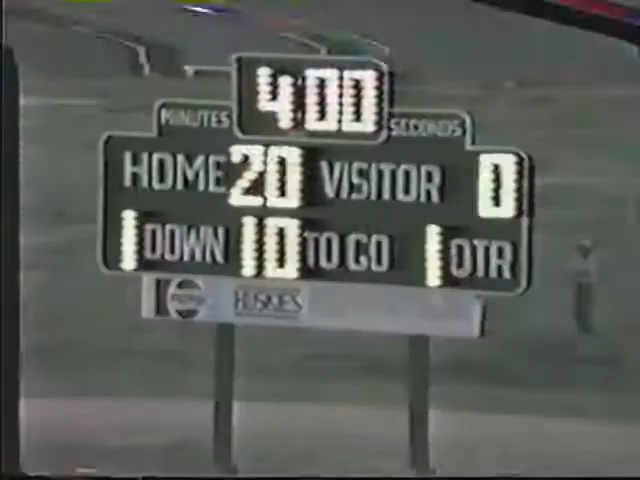 4:00
MINUTES SECONDS
HOME 20 VISITOR 0
1 DOWN 10 TO GO 1 QTR
PEPSI HUSKIES